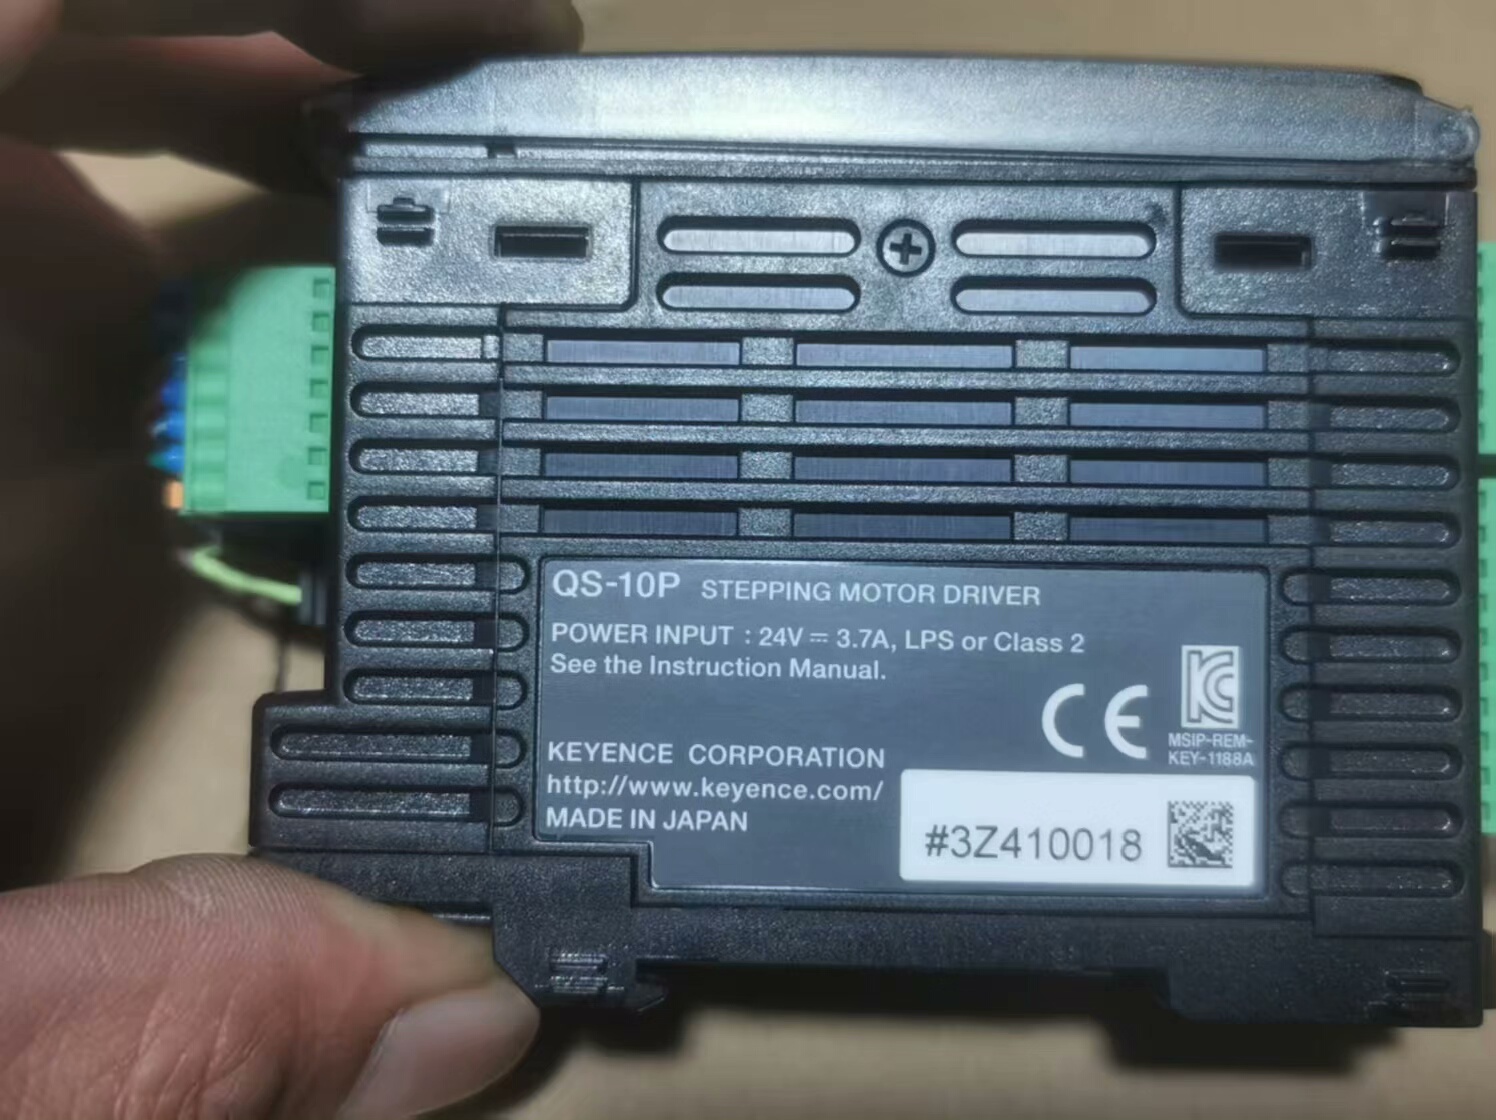 QS-10P STEPPING MOTOR DRIVER
POWER INPUT : 24V ⎓ 3.7A, LPS or Class 2
See the Instruction Manual.
CE
MSIP-REM-
KEY-1188A
KEYENCE CORPORATION
http://www.keyence.com/
MADE IN JAPAN
#3Z410018